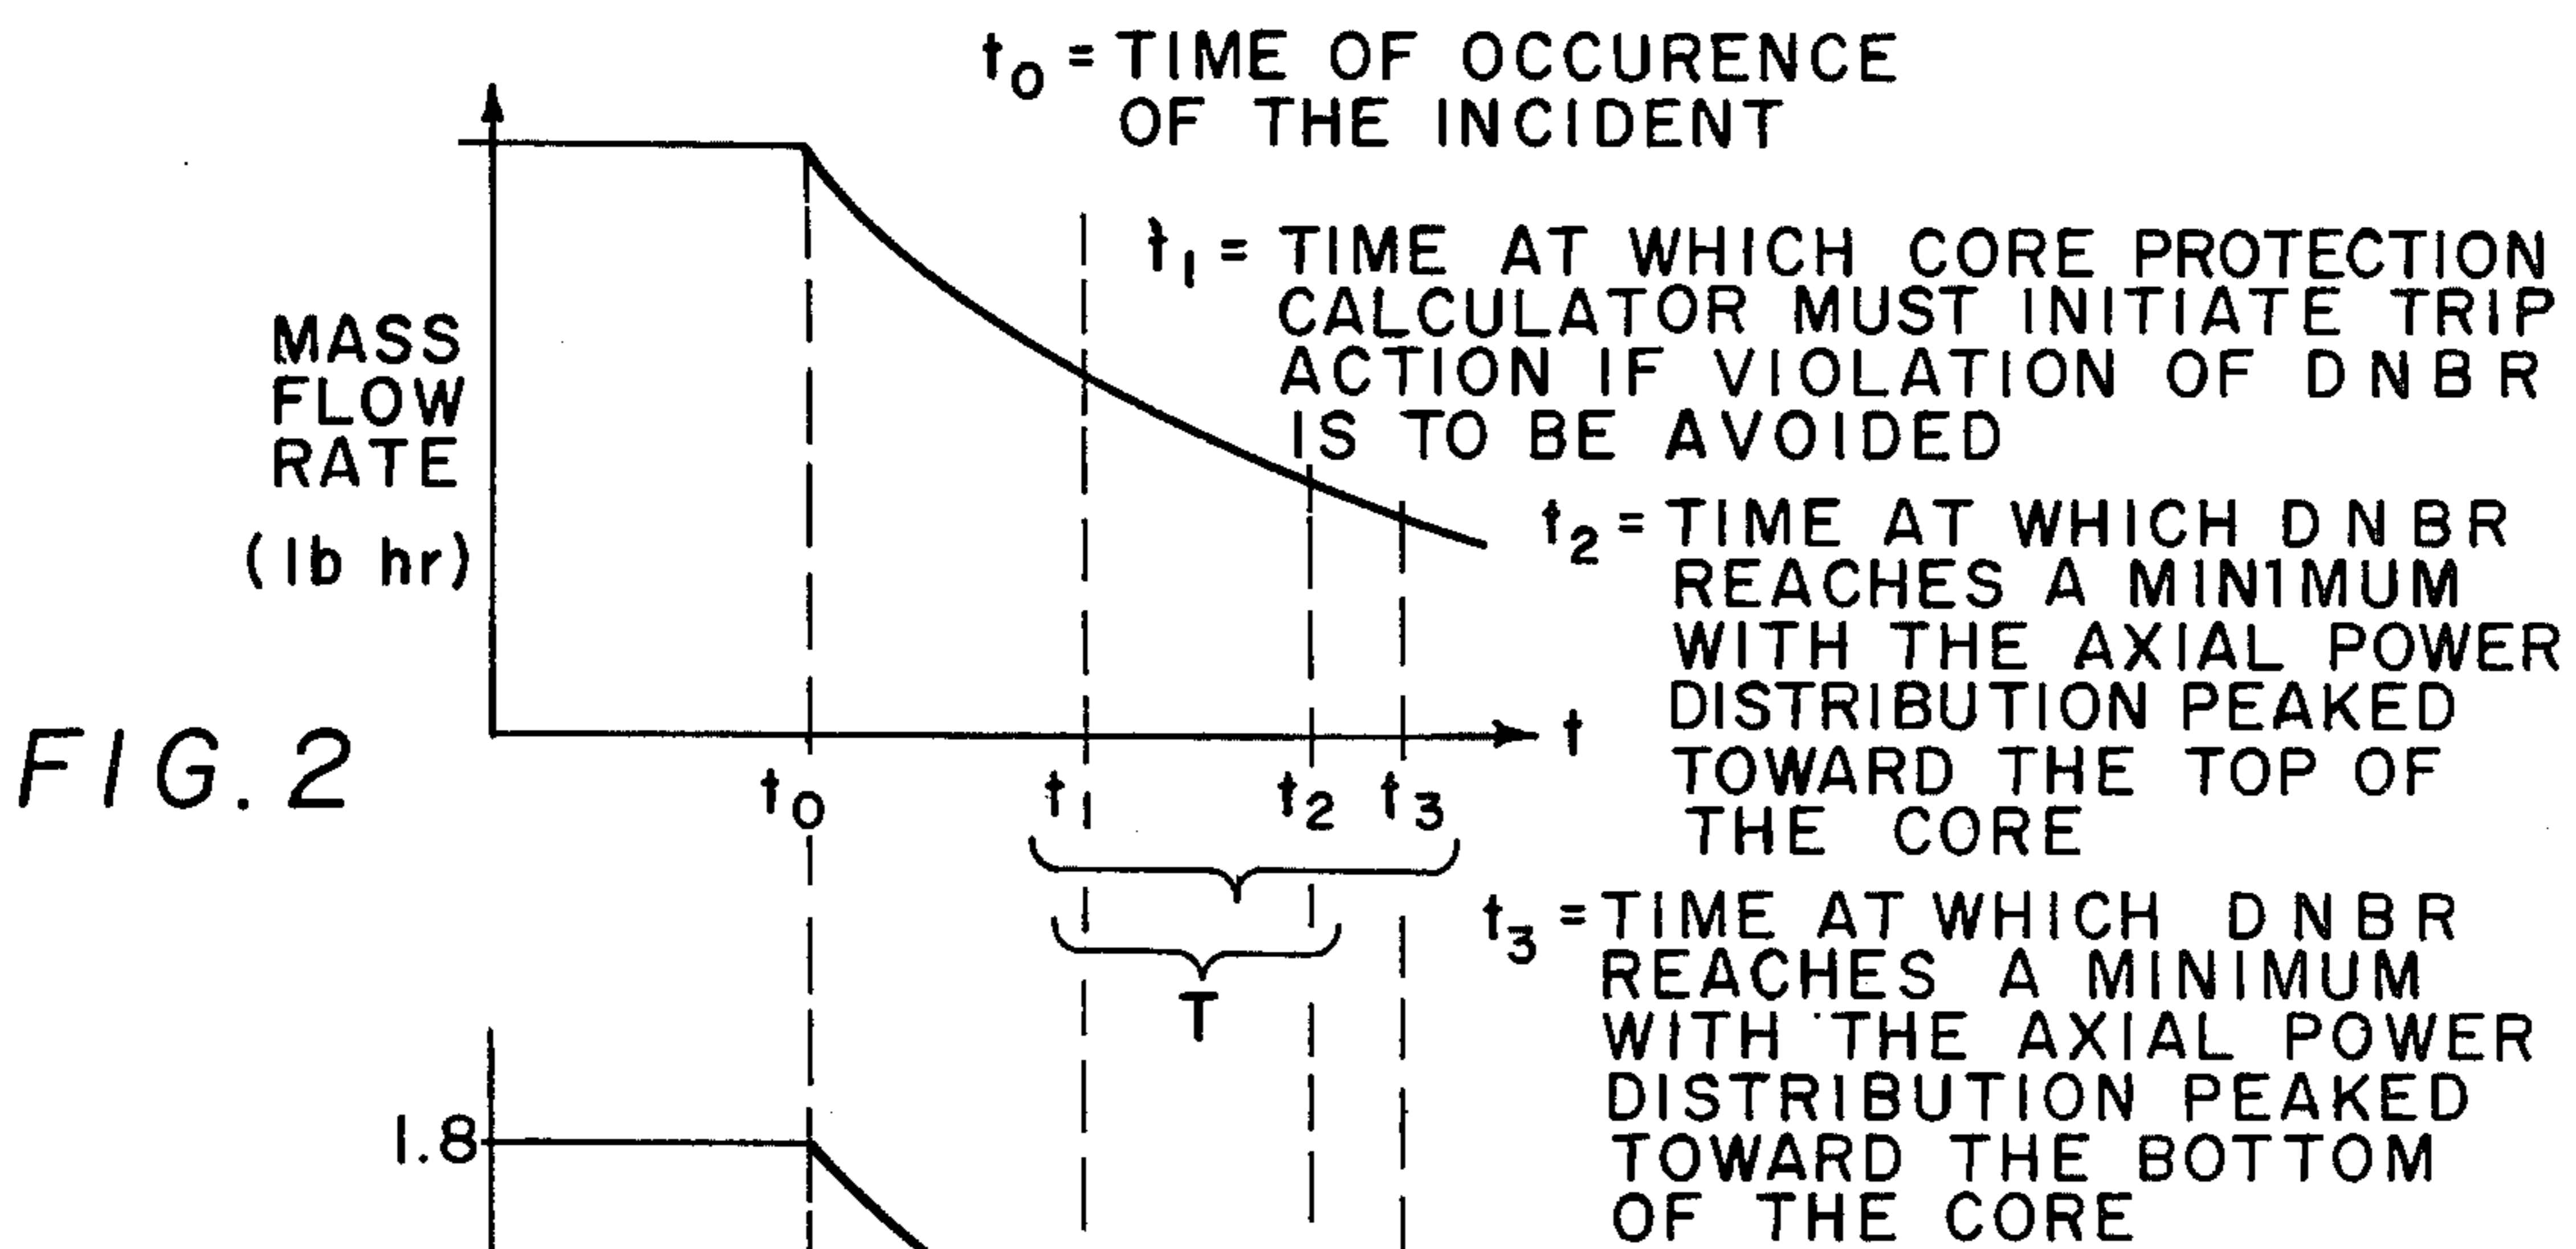 t0 = TIME OF OCCURENCE
OF THE INCIDENT
t1 = TIME AT WHICH CORE PROTECTION
CALCULATOR MUST INITIATE TRIP
ACTION IF VIOLATION OF DNBR
IS TO BE AVOIDED
MASS
FLOW
RATE
(lb hr)
t2 = TIME AT WHICH DNBR
REACHES A MINIMUM
WITH THE AXIAL POWER
DISTRIBUTION PEAKED
TOWARD THE TOP OF
THE CORE
t
FIG. 2
t0 t1 t2 t3
T
t3 = TIME AT WHICH DNBR
REACHES A MINIMUM
WITH THE AXIAL POWER
DISTRIBUTION PEAKED
TOWARD THE BOTTOM
OF THE CORE
1.8